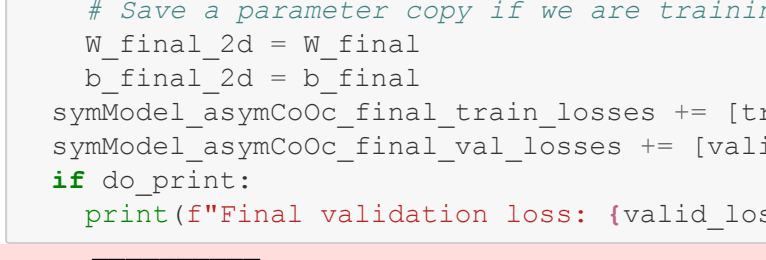 # Save a parameter copy if we are trainin
W_final_2d = W_final
b_final_2d = b_final
symModel_asymCoOc_final_train_losses += [tr
symModel_asymCoOc_final_val_losses += [vali
if do_print:
print(f"Final validation loss: {valid_los